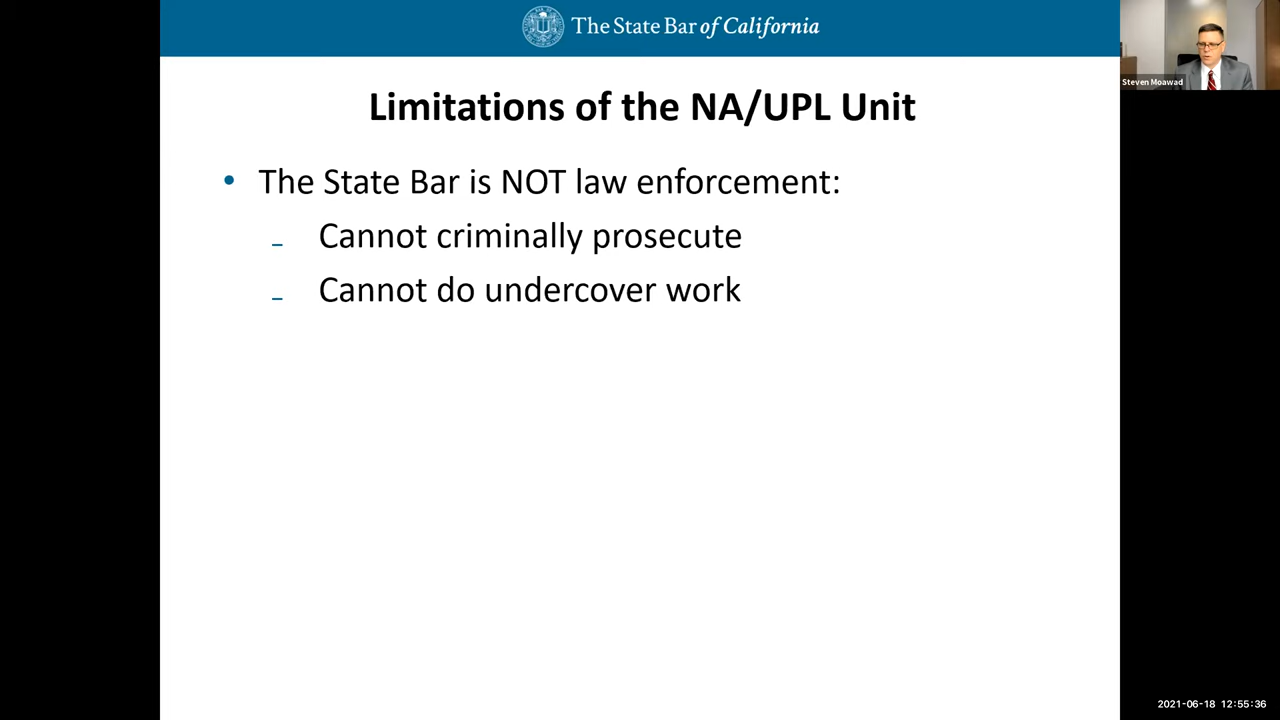 The State Bar of California
Steven Moawad
Limitations of the NA/UPL Unit
• The State Bar is NOT law enforcement:
– Cannot criminally prosecute
– Cannot do undercover work
2021-06-18 12:55:36